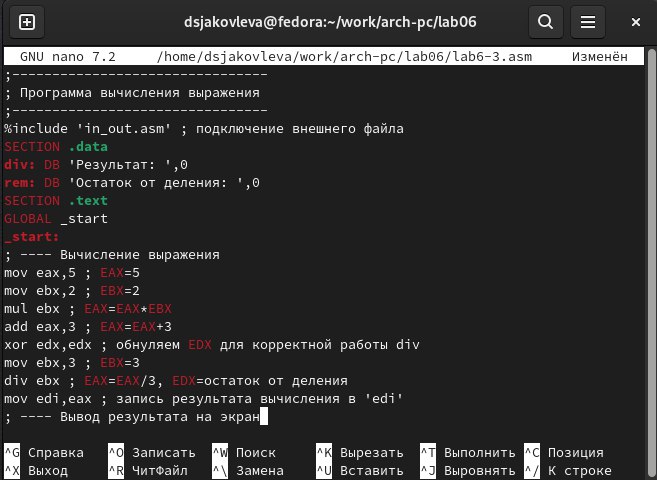 dsjakovleva@fedora:~/work/arch-pc/lab06
GNU nano 7.2 /home/dsjakovleva/work/arch-pc/lab06/lab6-3.asm Изменён
;--------------------------------
; Программа вычисления выражения
;--------------------------------
%include 'in_out.asm' ; подключение внешнего файла
SECTION .data
div: DB 'Результат: ',0
rem: DB 'Остаток от деления: ',0
SECTION .text
GLOBAL _start
_start:
; ---- Вычисление выражения
mov eax,5 ; EAX=5
mov ebx,2 ; EBX=2
mul ebx ; EAX=EAX*EBX
add eax,3 ; EAX=EAX+3
xor edx,edx ; обнуляем EDX для корректной работы div
mov ebx,3 ; EBX=3
div ebx ; EAX=EAX/3, EDX=остаток от деления
mov edi,eax ; запись результата вычисления в 'edi'
; ---- Вывод результата на экран
^G Справка ^O Записать ^W Поиск ^K Вырезать ^T Выполнить ^C Позиция
^X Выход ^R ЧитФайл ^\ Замена ^U Вставить ^J Выровнять ^/ К строке